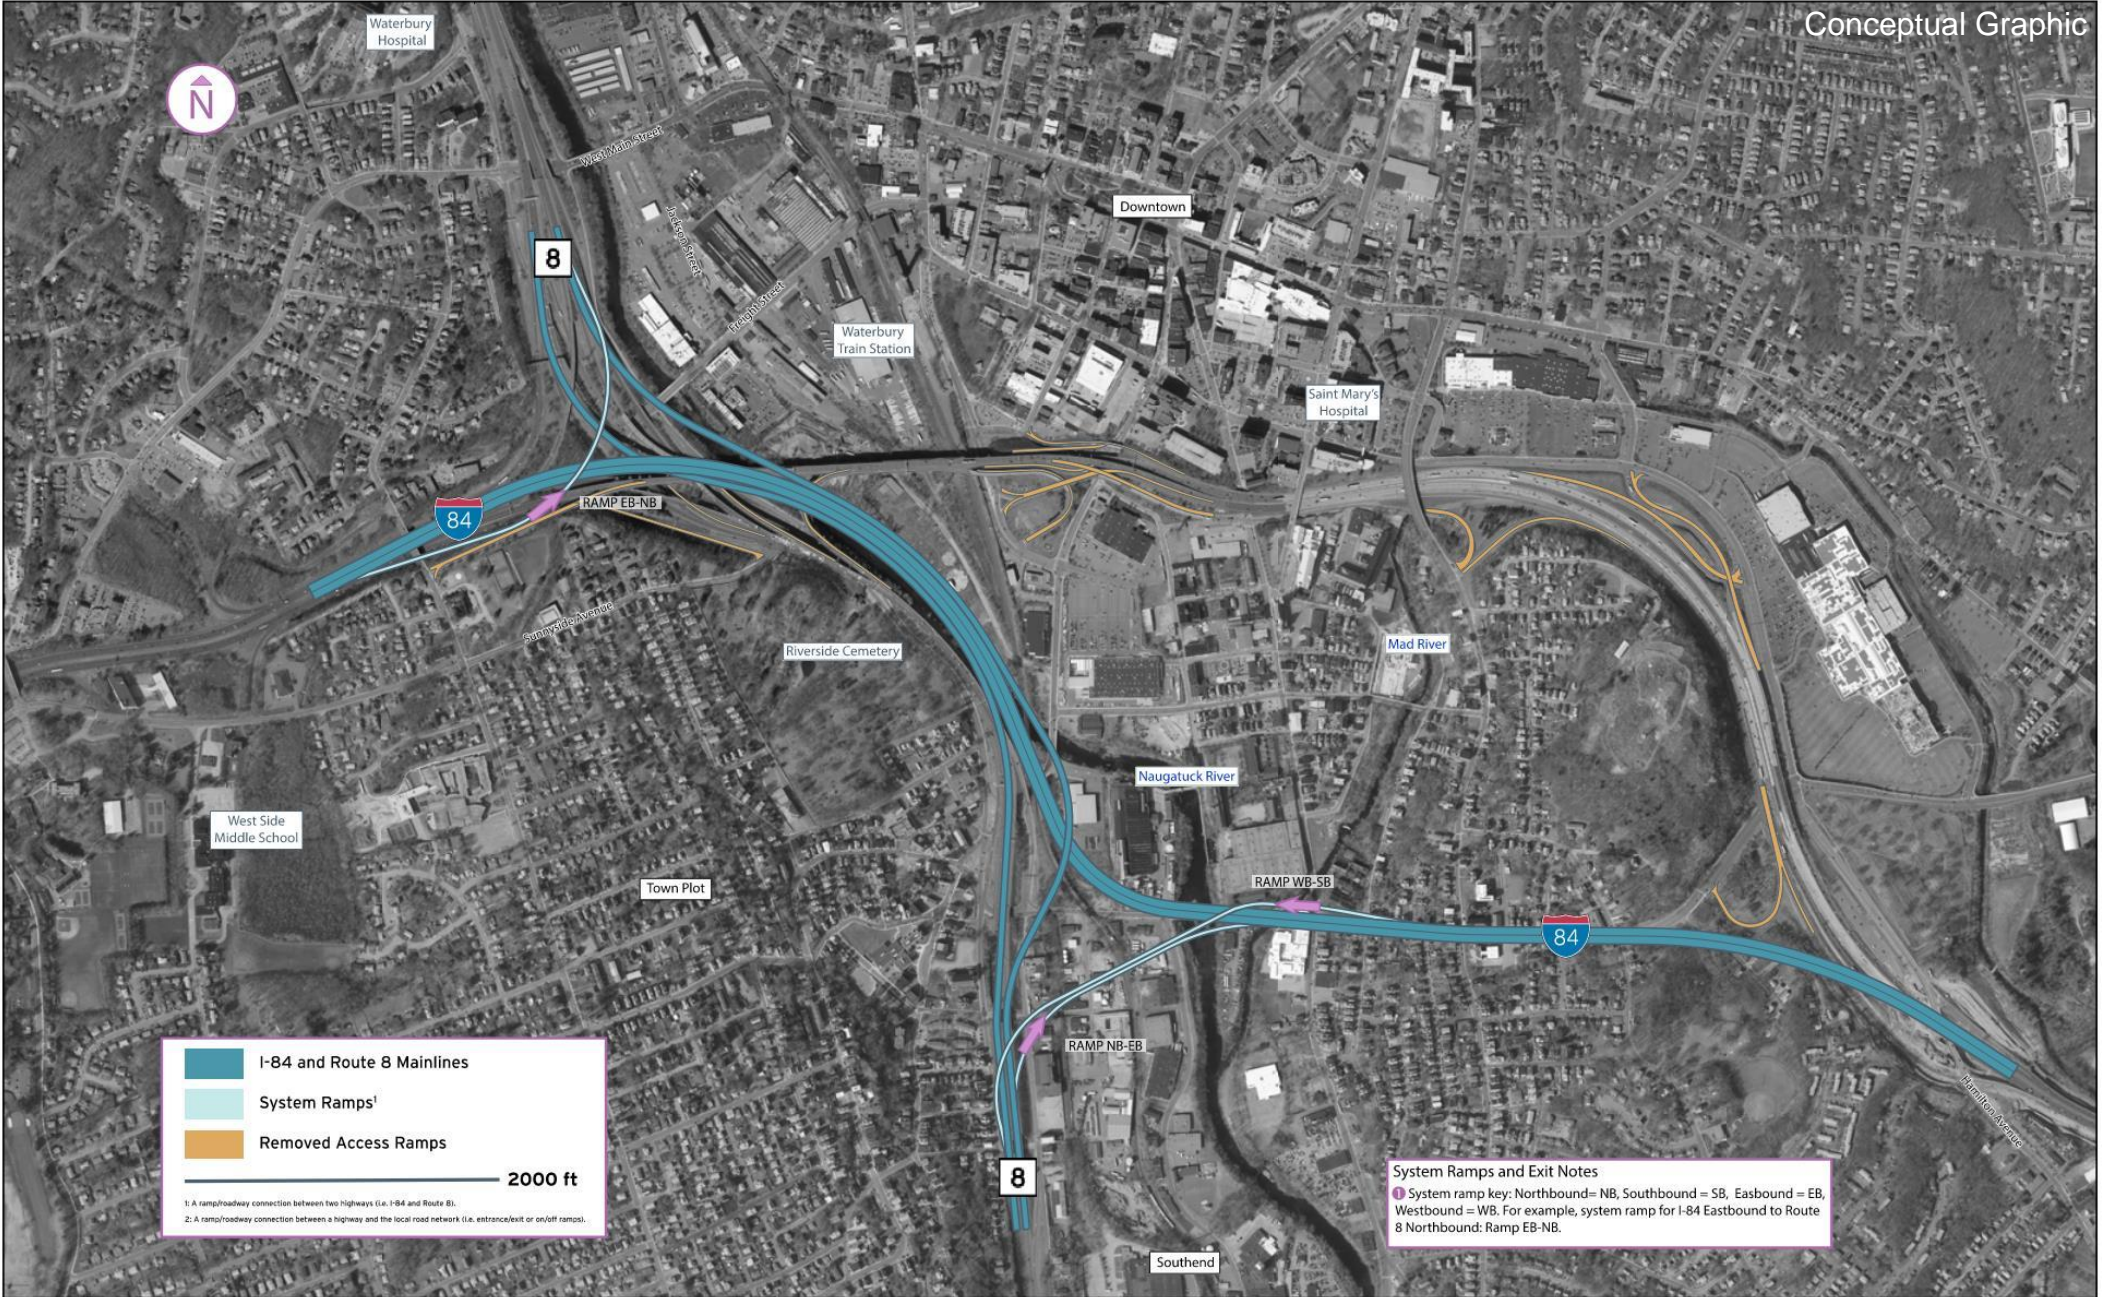 Conceptual Graphic
Waterbury
Hospital
N
West Main Street
Jackson Street
Downtown
8
Freight Street
Waterbury
Train Station
Saint Mary's
Hospital
84
RAMP EB-NB
Sunnyside Avenue
Riverside Cemetery
Mad River
Naugatuck River
West Side
Middle School
Town Plot
RAMP WB-SB
84
RAMP NB-EB
Hamilton Avenue
8
Southend
I-84 and Route 8 Mainlines
System Ramps¹
Removed Access Ramps
2000 ft
1: A ramp/roadway connection between two highways (i.e. I-84 and Route 8).
2: A ramp/roadway connection between a highway and the local road network (i.e. entrance/exit or on/off ramps).
System Ramps and Exit Notes
1 System ramp key: Northbound= NB, Southbound = SB, Easbound = EB,
Westbound = WB. For example, system ramp for I-84 Eastbound to Route
8 Northbound: Ramp EB-NB.